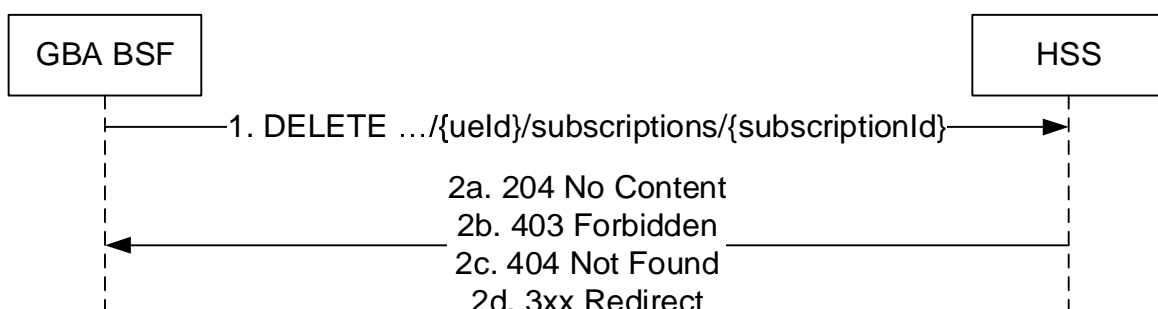 GBA BSF
HSS
1. DELETE …/{ueId}/subscriptions/{subscriptionId}
2a. 204 No Content
2b. 403 Forbidden
2c. 404 Not Found
2d. 3xx Redirect